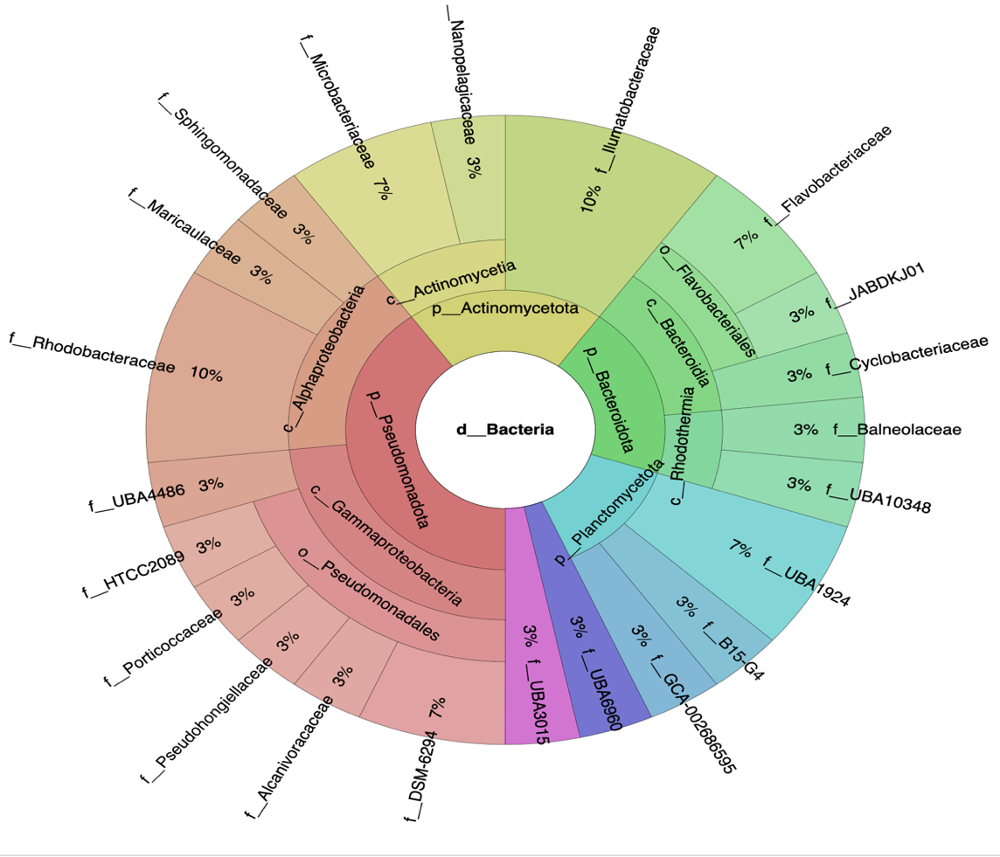 d__Bacteria
p__Actinomycetota
c__Actinomycetia
f__Microbacteriaceae 7%
_Nanopelagicaceae 3%
10% f__Ilumatobacteraceae
p__Bacteroidota
c__Bacteroidia
o__Flavobacteriales
7% f__Flavobacteriaceae
3% f__JABDKJ01
3% f__Cyclobacteriaceae
c__Rhodothermia
3% f__Balneolaceae
3% f__UBA10348
p__Planctomycetota
7% f__UBA1924
3% f__B15-G4
3% f__GCA-002686595
3% f__UBA6960
3% f__UBA3015
p__Pseudomonadota
c__Gammaproteobacteria
o__Pseudomonadales
f__DSM-6294 7%
f__Alcanivoracaceae 3%
f__Pseudohongiellaceae 3%
f__Porticoccaceae 3%
f__HTCC2089 3%
c__Alphaproteobacteria
f__UBA4486 3%
f__Rhodobacteraceae 10%
f__Maricaulaceae 3%
f__Sphingomonadaceae 3%